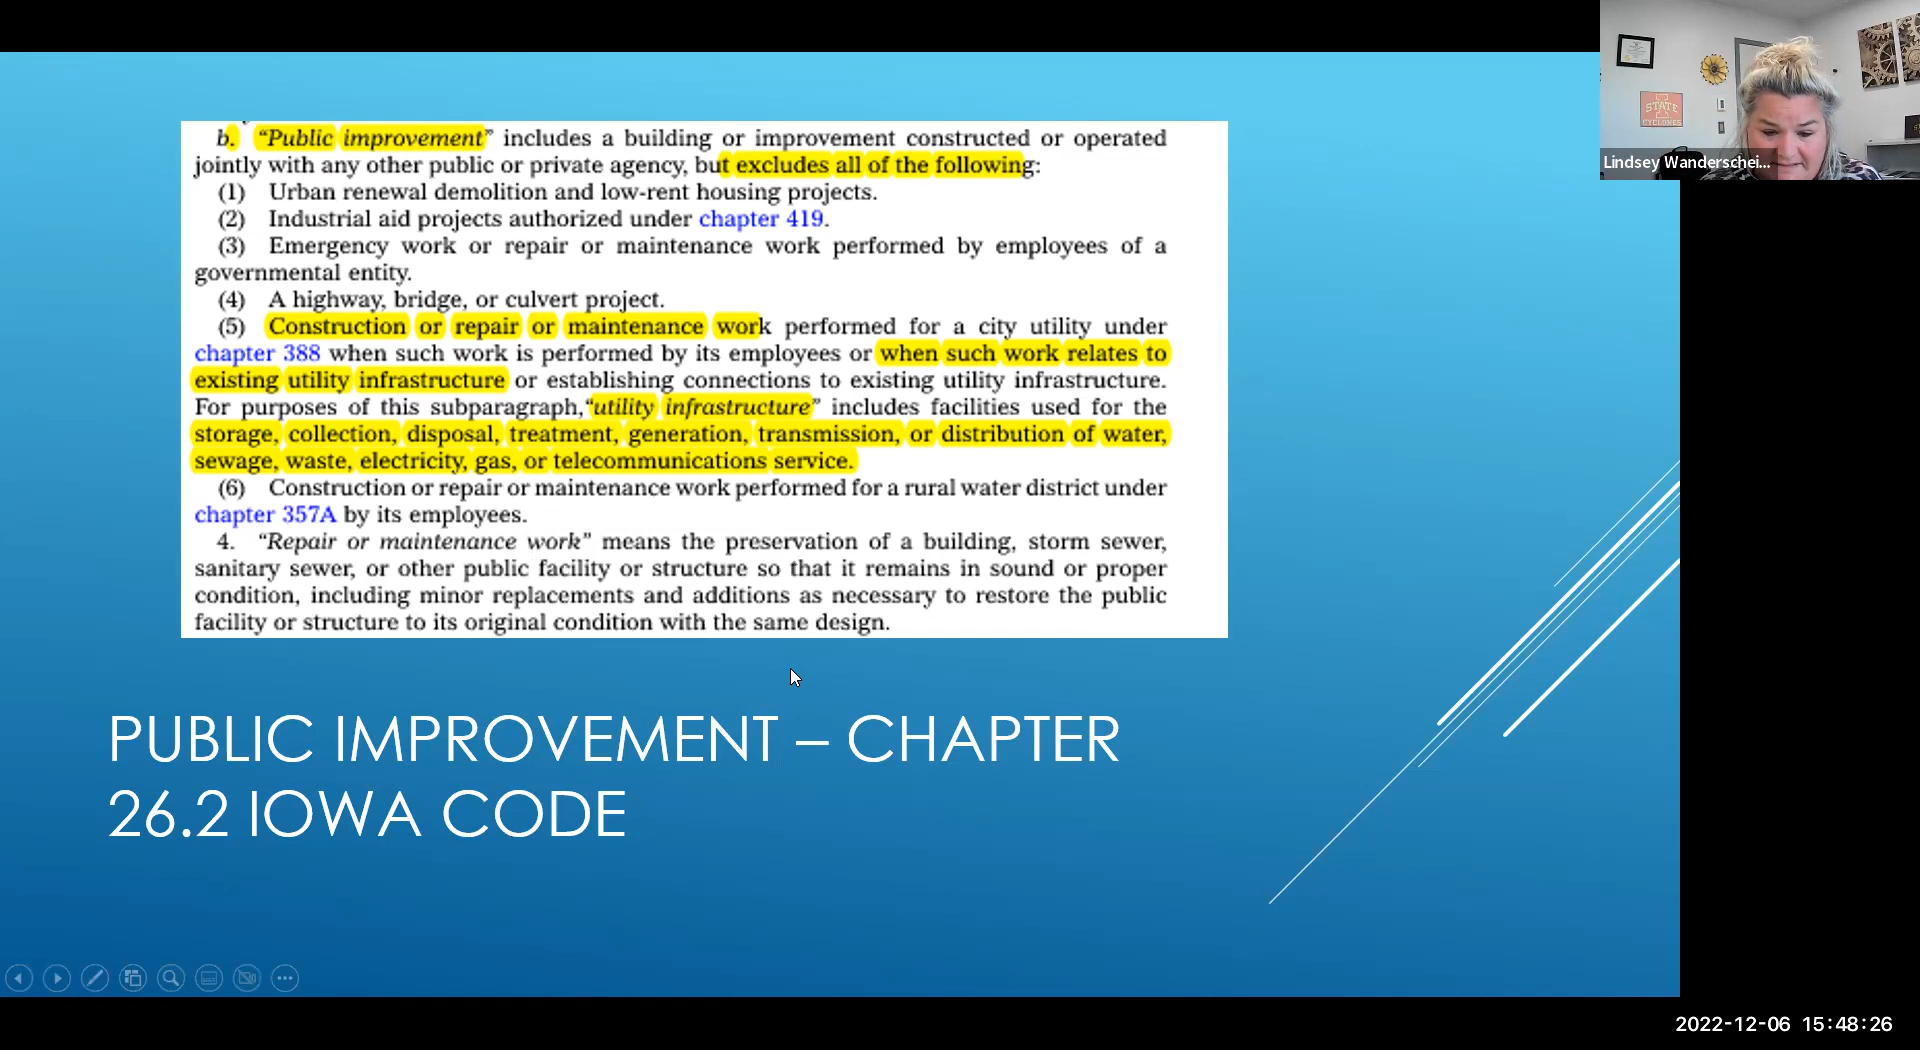 b. “Public improvement” includes a building or improvement constructed or operated
jointly with any other public or private agency, but excludes all of the following:
(1) Urban renewal demolition and low-rent housing projects.
(2) Industrial aid projects authorized under chapter 419.
(3) Emergency work or repair or maintenance work performed by employees of a
governmental entity.
(4) A highway, bridge, or culvert project.
(5) Construction or repair or maintenance work performed for a city utility under
chapter 388 when such work is performed by its employees or when such work relates to
existing utility infrastructure or establishing connections to existing utility infrastructure.
For purposes of this subparagraph,“utility infrastructure” includes facilities used for the
storage, collection, disposal, treatment, generation, transmission, or distribution of water,
sewage, waste, electricity, gas, or telecommunications service.
(6) Construction or repair or maintenance work performed for a rural water district under
chapter 357A by its employees.
4. “Repair or maintenance work” means the preservation of a building, storm sewer,
sanitary sewer, or other public facility or structure so that it remains in sound or proper
condition, including minor replacements and additions as necessary to restore the public
facility or structure to its original condition with the same design.
PUBLIC IMPROVEMENT – CHAPTER
26.2 IOWA CODE
STATE
CYCLONES
Lindsey Wanderschei...
2022-12-06 15:48:26